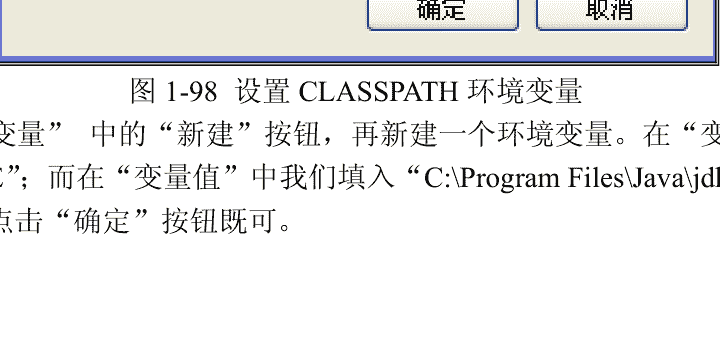 确定 取消
图 1-98 设置 CLASSPATH 环境变量
变量” 中的“新建”按钮，再新建一个环境变量。在“变
E”；而在“变量值”中我们填入“C:\Program Files\Java\jdk
点击“确定”按钮既可。